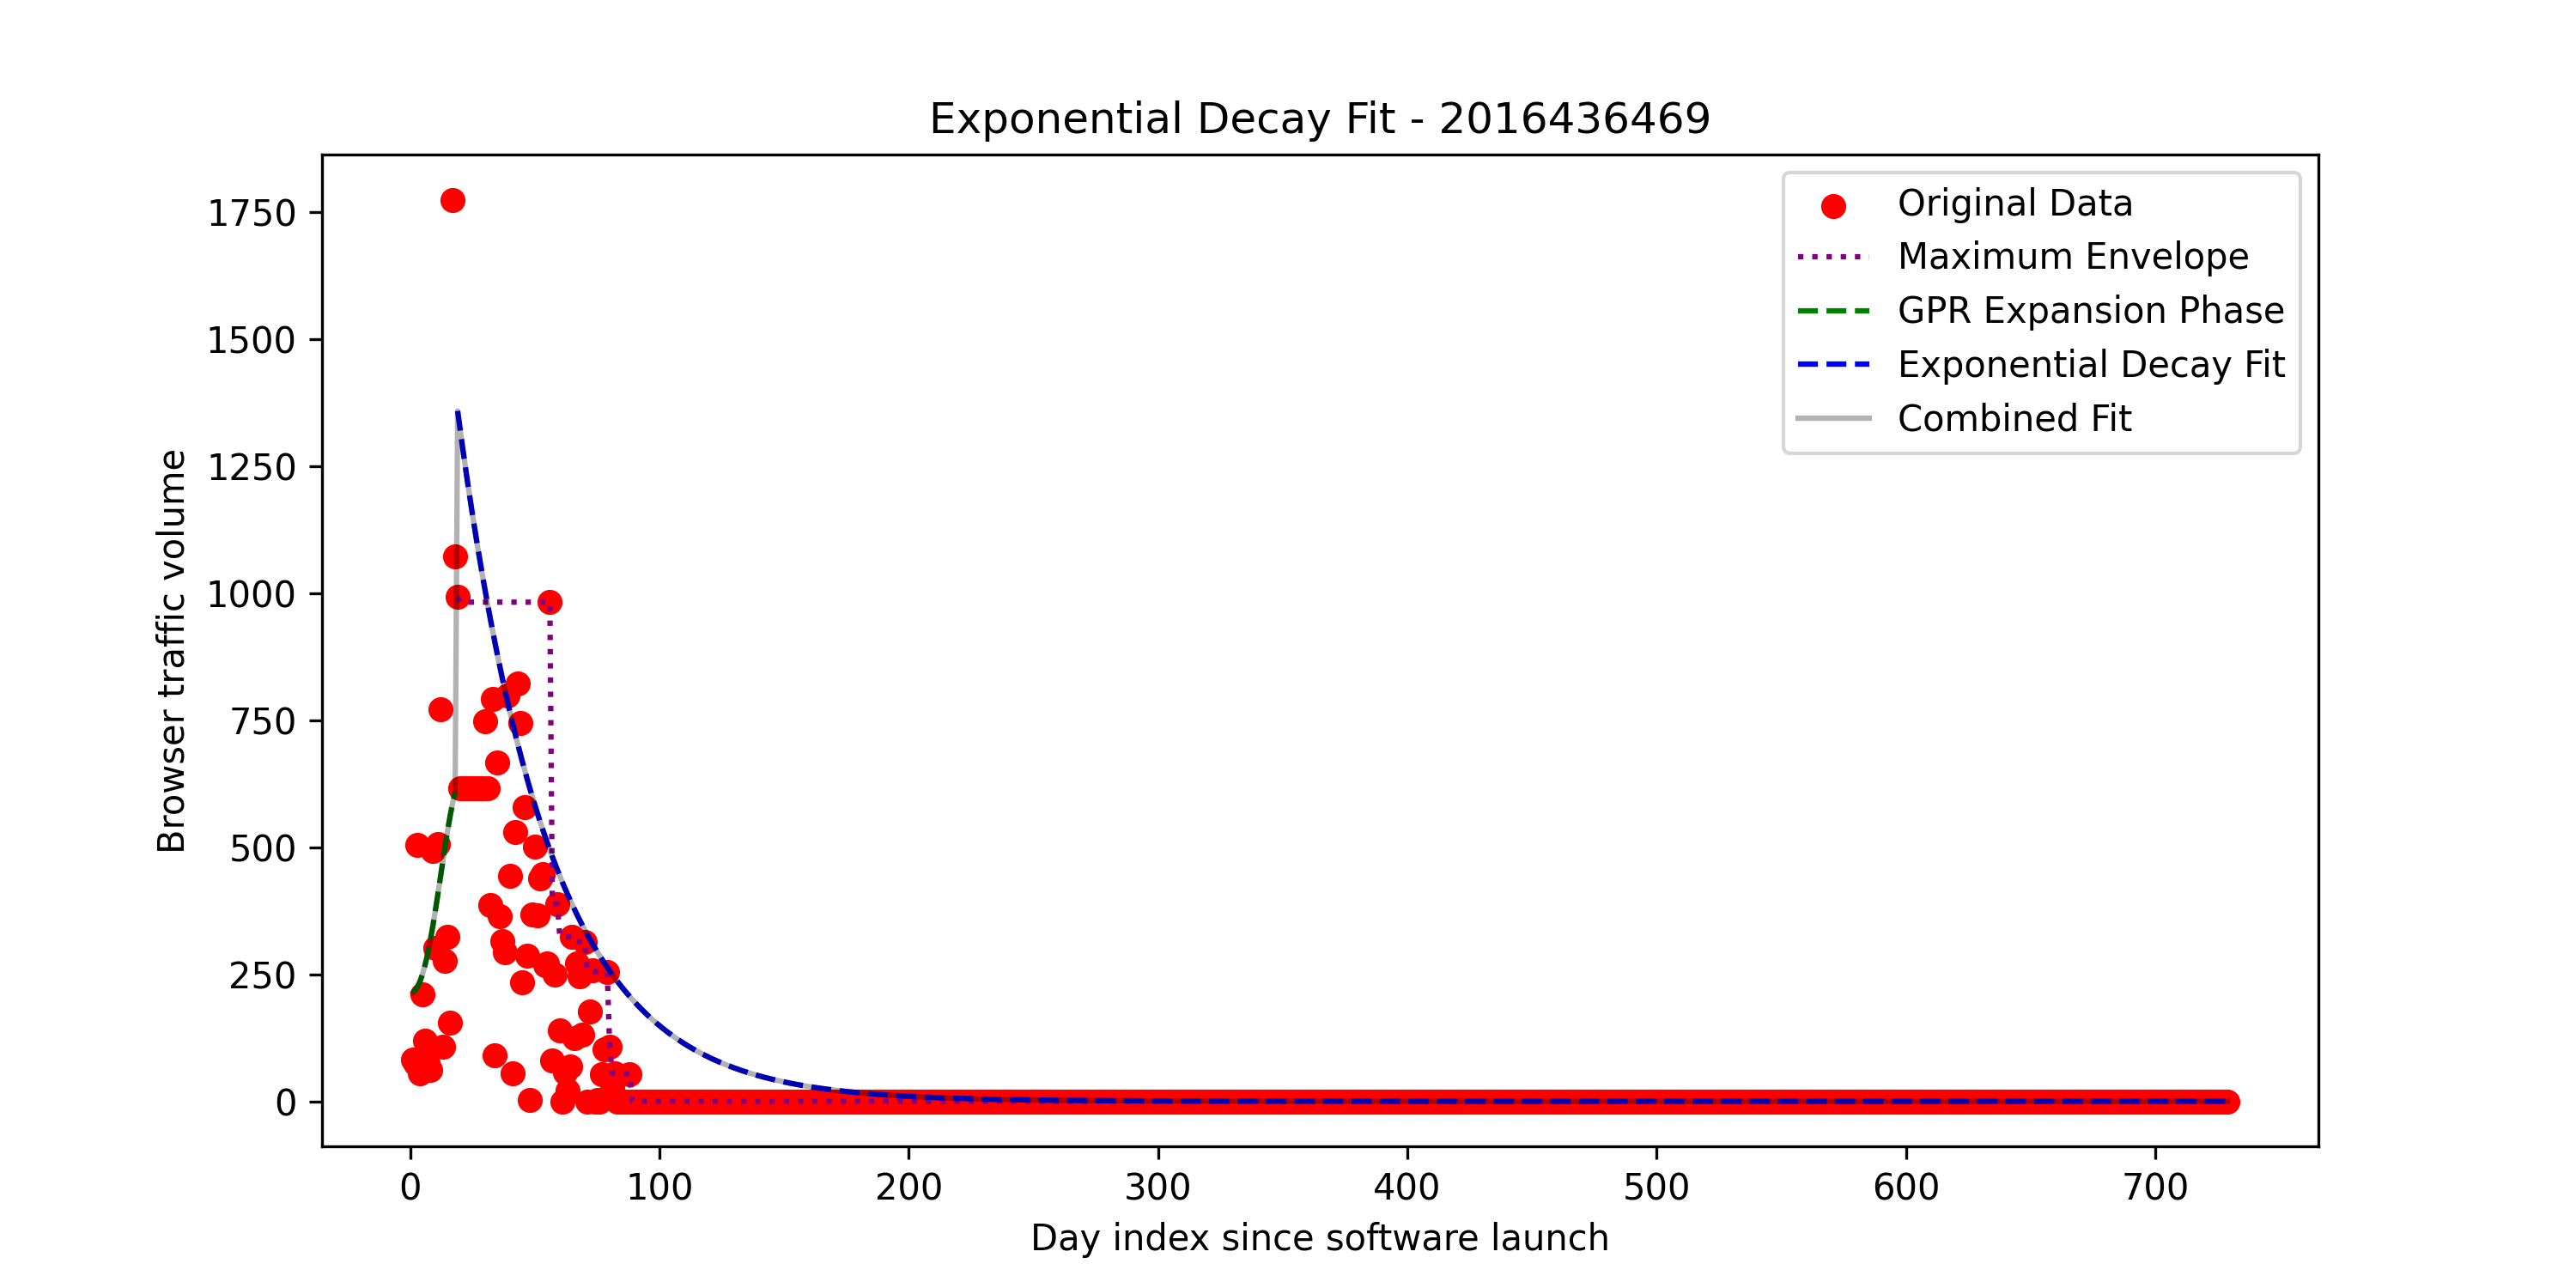 Exponential Decay Fit - 2016436469
Original Data
Maximum Envelope
GPR Expansion Phase
Exponential Decay Fit
Combined Fit
Browser traffic volume
1750
1500
1250
1000
750
500
250
0
0 100 200 300 400 500 600 700
Day index since software launch